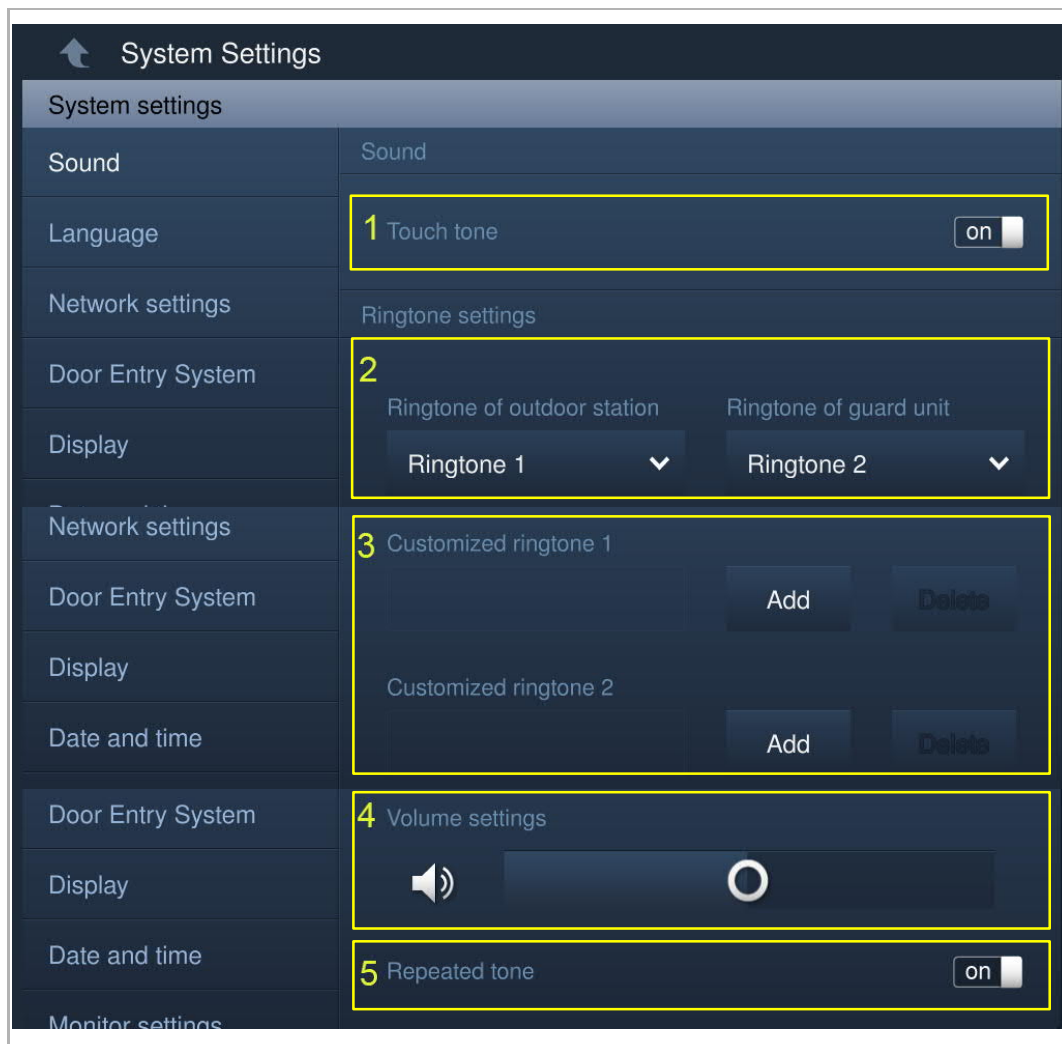 System Settings
System settings
Sound
Language
Network settings
Door Entry System
Display
Network settings
Door Entry System
Display
Date and time
Door Entry System
Display
Date and time
Monitor settings
Sound
1 Touch tone on
Ringtone settings
2
Ringtone of outdoor station Ringtone of guard unit
Ringtone 1 Ringtone 2
3 Customized ringtone 1
Add Delete
Customized ringtone 2
Add Delete
4 Volume settings
5 Repeated tone on